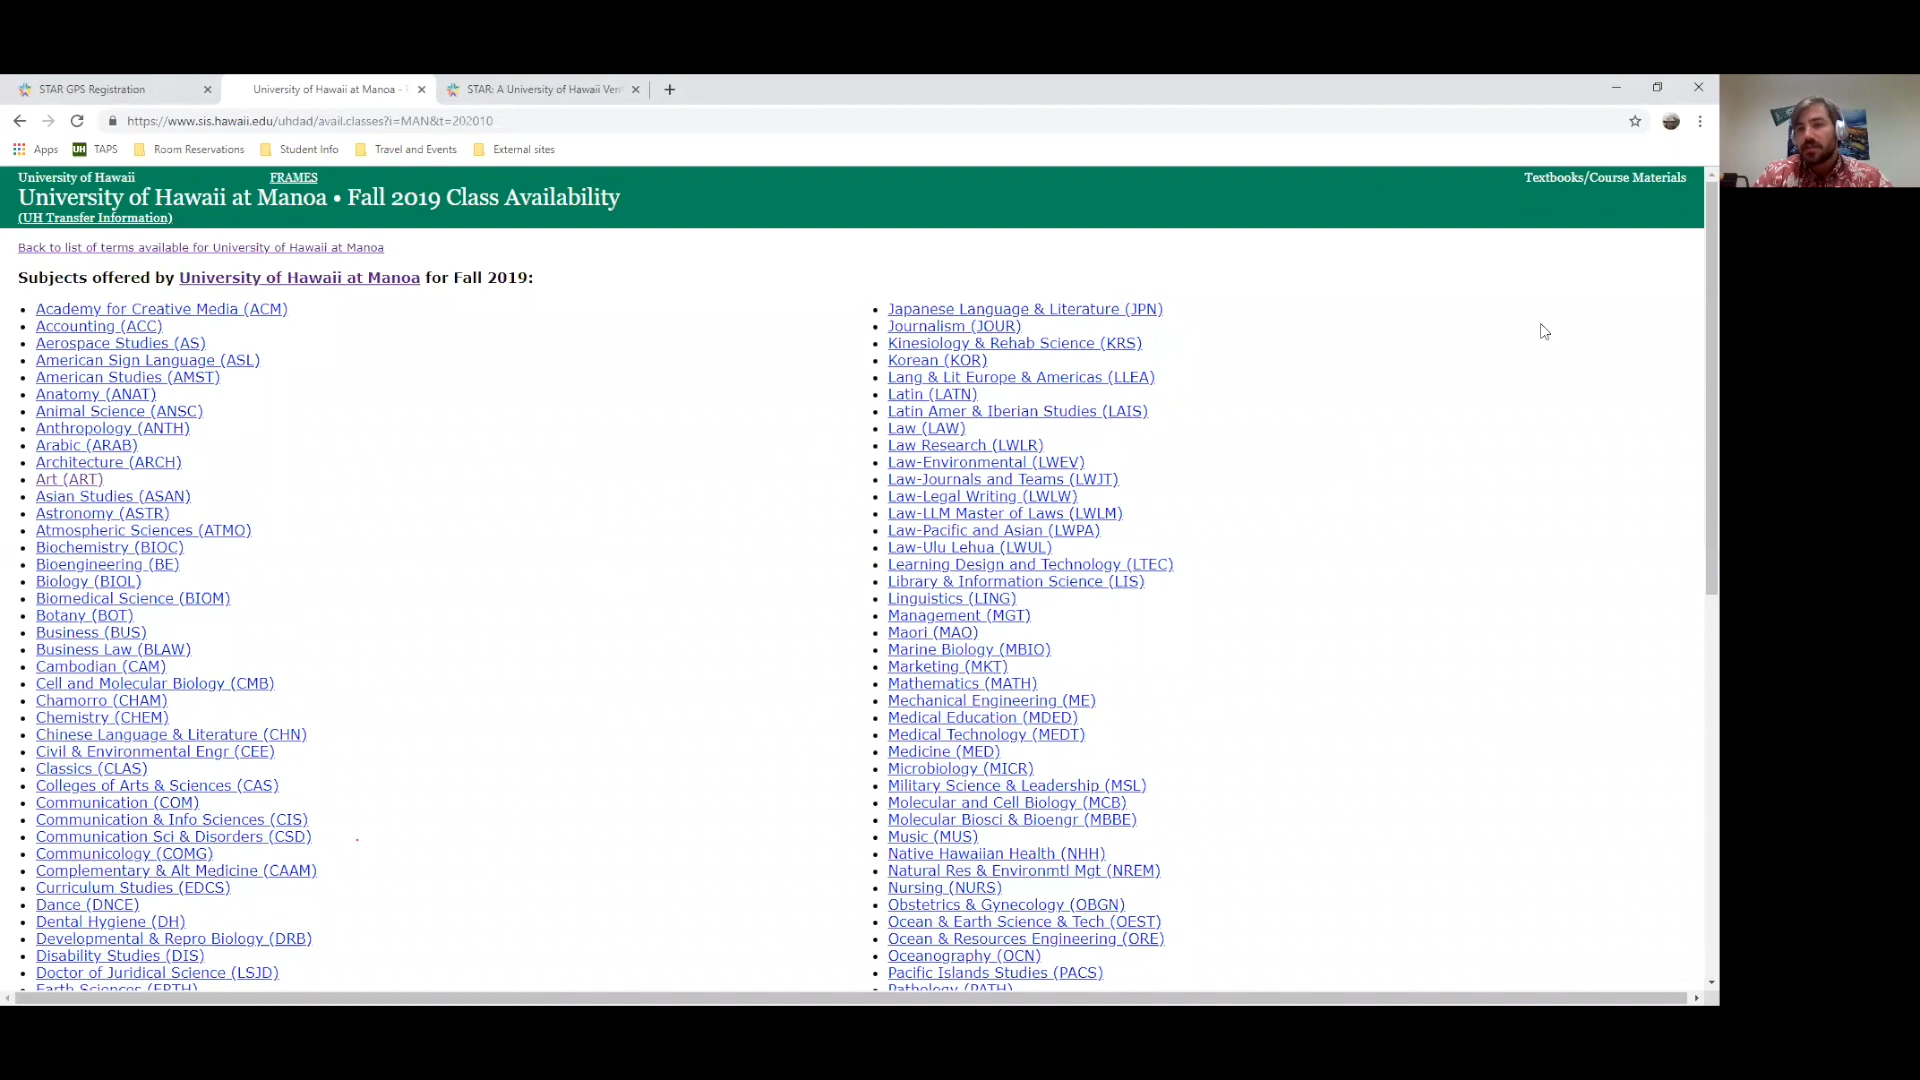 STAR GPS Registration
University of Hawaii at Manoa -
STAR: A University of Hawaii Ven
https://www.sis.hawaii.edu/uhdad/avail.classes?i=MAN&t=202010
Apps
UH TAPS
Room Reservations
Student Info
Travel and Events
External sites
University of Hawaii
FRAMES
Textbooks/Course Materials
University of Hawaii at Manoa • Fall 2019 Class Availability
(UH Transfer Information)
Back to list of terms available for University of Hawaii at Manoa
Subjects offered by University of Hawaii at Manoa for Fall 2019:
Academy for Creative Media (ACM)
Accounting (ACC)
Aerospace Studies (AS)
American Sign Language (ASL)
American Studies (AMST)
Anatomy (ANAT)
Animal Science (ANSC)
Anthropology (ANTH)
Arabic (ARAB)
Architecture (ARCH)
Art (ART)
Asian Studies (ASAN)
Astronomy (ASTR)
Atmospheric Sciences (ATMO)
Biochemistry (BIOC)
Bioengineering (BE)
Biology (BIOL)
Biomedical Science (BIOM)
Botany (BOT)
Business (BUS)
Business Law (BLAW)
Cambodian (CAM)
Cell and Molecular Biology (CMB)
Chamorro (CHAM)
Chemistry (CHEM)
Chinese Language & Literature (CHN)
Civil & Environmental Engr (CEE)
Classics (CLAS)
Colleges of Arts & Sciences (CAS)
Communication (COM)
Communication & Info Sciences (CIS)
Communication Sci & Disorders (CSD)
Communicology (COMG)
Complementary & Alt Medicine (CAAM)
Curriculum Studies (EDCS)
Dance (DNCE)
Dental Hygiene (DH)
Developmental & Repro Biology (DRB)
Disability Studies (DIS)
Doctor of Juridical Science (LSJD)
Earth Sciences (ERTH)
Japanese Language & Literature (JPN)
Journalism (JOUR)
Kinesiology & Rehab Science (KRS)
Korean (KOR)
Lang & Lit Europe & Americas (LLEA)
Latin (LATN)
Latin Amer & Iberian Studies (LAIS)
Law (LAW)
Law Research (LWLR)
Law-Environmental (LWEV)
Law-Journals and Teams (LWJT)
Law-Legal Writing (LWLW)
Law-LLM Master of Laws (LWLM)
Law-Pacific and Asian (LWPA)
Law-Ulu Lehua (LWUL)
Learning Design and Technology (LTEC)
Library & Information Science (LIS)
Linguistics (LING)
Management (MGT)
Maori (MAO)
Marine Biology (MBIO)
Marketing (MKT)
Mathematics (MATH)
Mechanical Engineering (ME)
Medical Education (MDED)
Medical Technology (MEDT)
Medicine (MED)
Microbiology (MICR)
Military Science & Leadership (MSL)
Molecular and Cell Biology (MCB)
Molecular Biosci & Bioengr (MBBE)
Music (MUS)
Native Hawaiian Health (NHH)
Natural Res & Environmtl Mgt (NREM)
Nursing (NURS)
Obstetrics & Gynecology (OBGN)
Ocean & Earth Science & Tech (OEST)
Ocean & Resources Engineering (ORE)
Oceanography (OCN)
Pacific Islands Studies (PACS)
Pathology (PATH)